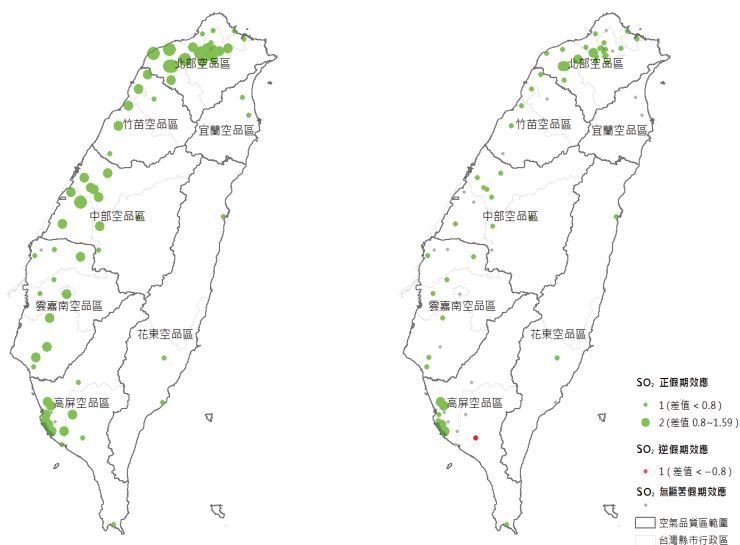 北部空品區
竹苗空品區
宜蘭空品區
中部空品區
雲嘉南空品區
花東空品區
高屏空品區
北部空品區
竹苗空品區
宜蘭空品區
中部空品區
雲嘉南空品區
花東空品區
高屏空品區
SO₂ 正假期效應
1 (差值 < 0.8 )
2 (差值 0.8~1.59 )
SO₂ 逆假期效應
1 ( 差值 < −0.8 )
SO₂ 無顯著假期效應
空氣品質區範圍
台灣縣市行政區